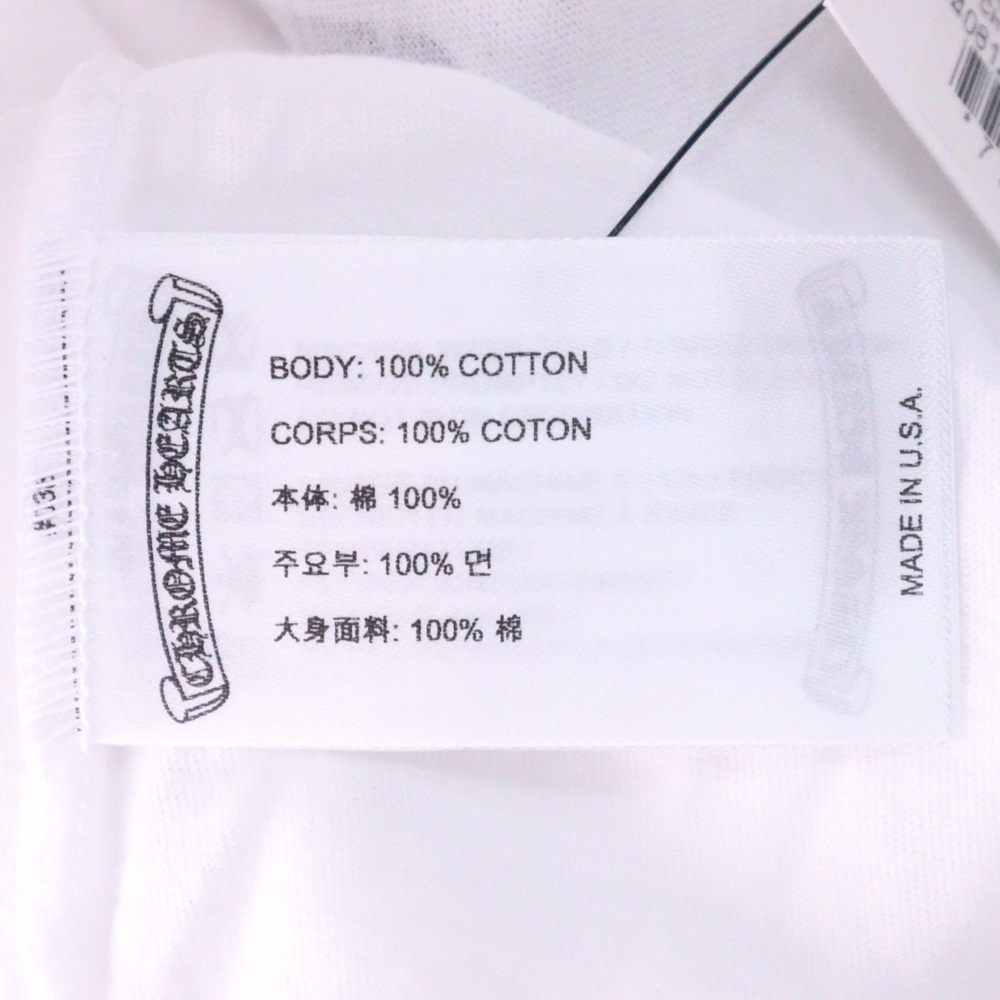 CHROME HEARTS
BODY: 100% COTTON
CORPS: 100% COTON
本体: 棉 100%
주요부: 100% 면
大身面料: 100% 棉
MADE IN U.S.A.